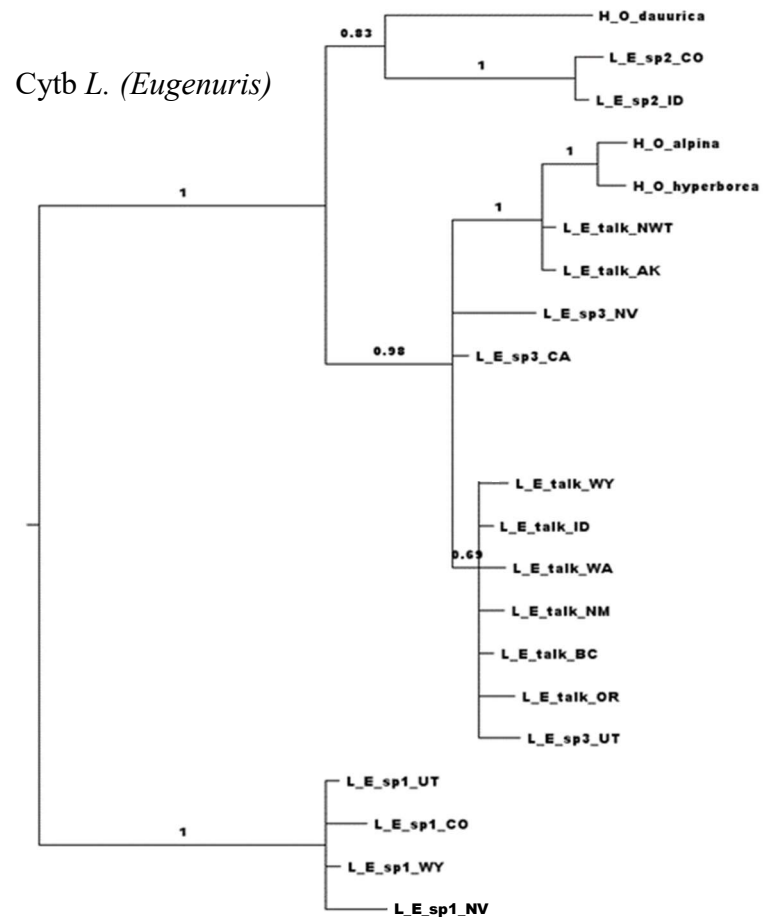 H_O_dauurica
0.83
L_E_sp2_CO
1
Cytb L. (Eugenuris)
L_E_sp2_ID
H_O_alpina
1
H_O_hyperborea
1
1
L_E_talk_NWT
L_E_talk_AK
L_E_sp3_NV
0.98
L_E_sp3_CA
L_E_talk_WY
L_E_talk_ID
0.69
L_E_talk_WA
L_E_talk_NM
L_E_talk_BC
L_E_talk_OR
L_E_sp3_UT
L_E_sp1_UT
L_E_sp1_CO
1
L_E_sp1_WY
L_E_sp1_NV